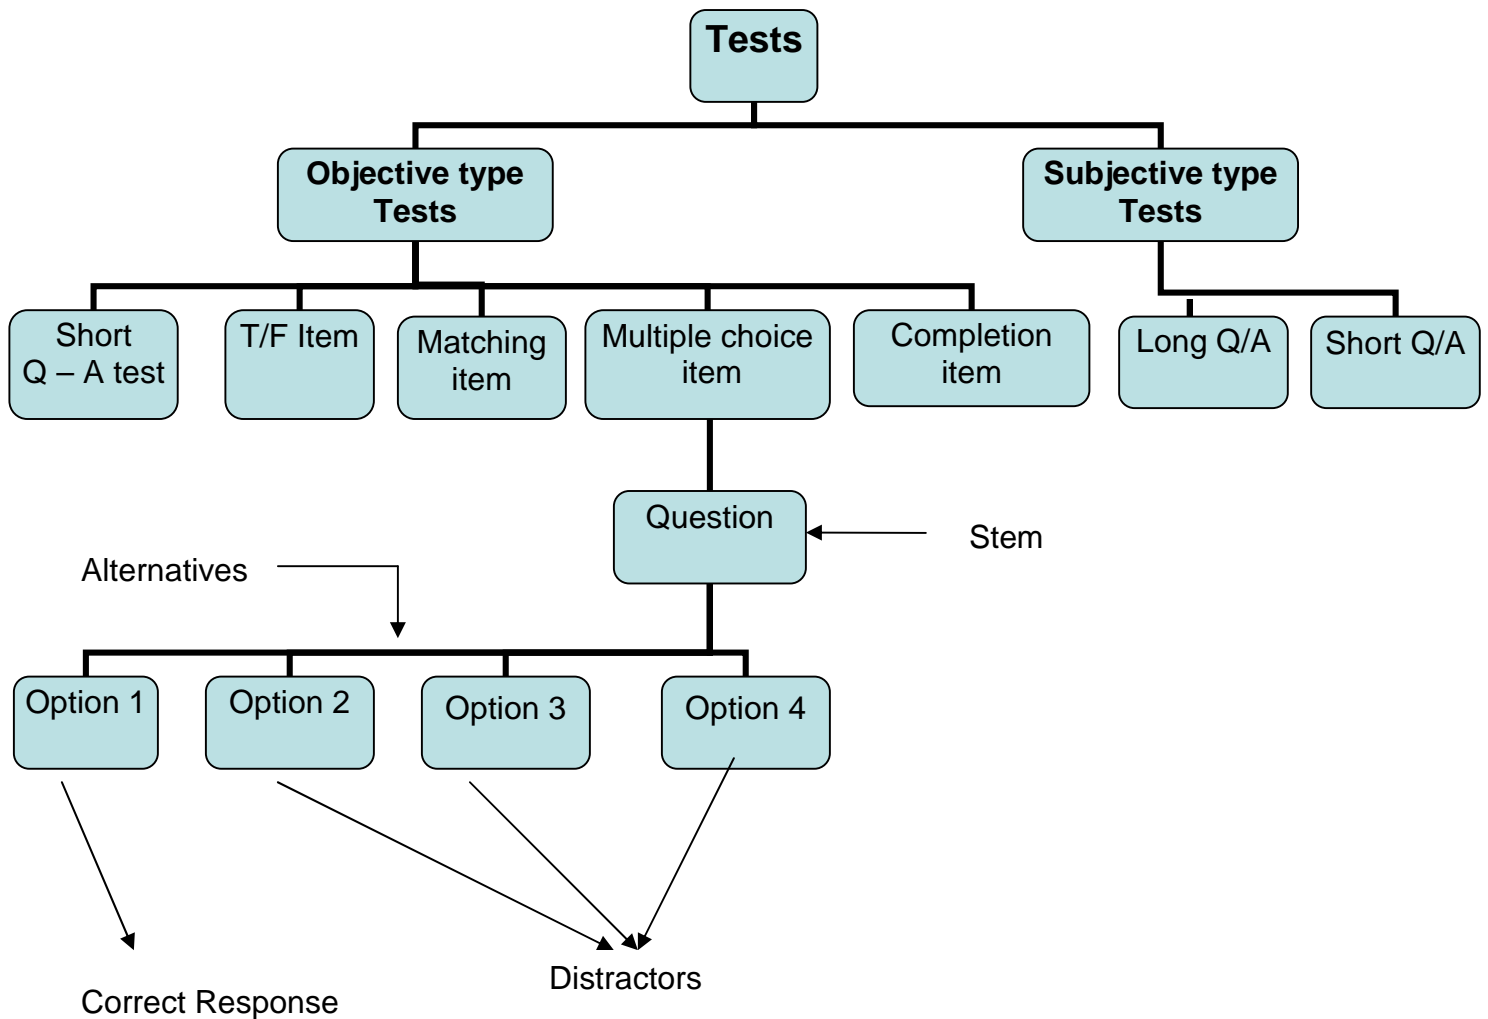 Tests
Objective type
Tests
Subjective type
Tests
Short
Q – A test
T/F Item
Matching
item
Multiple choice
item
Completion
item
Long Q/A
Short Q/A
Question
Stem
Alternatives
Option 1
Option 2
Option 3
Option 4
Distractors
Correct Response